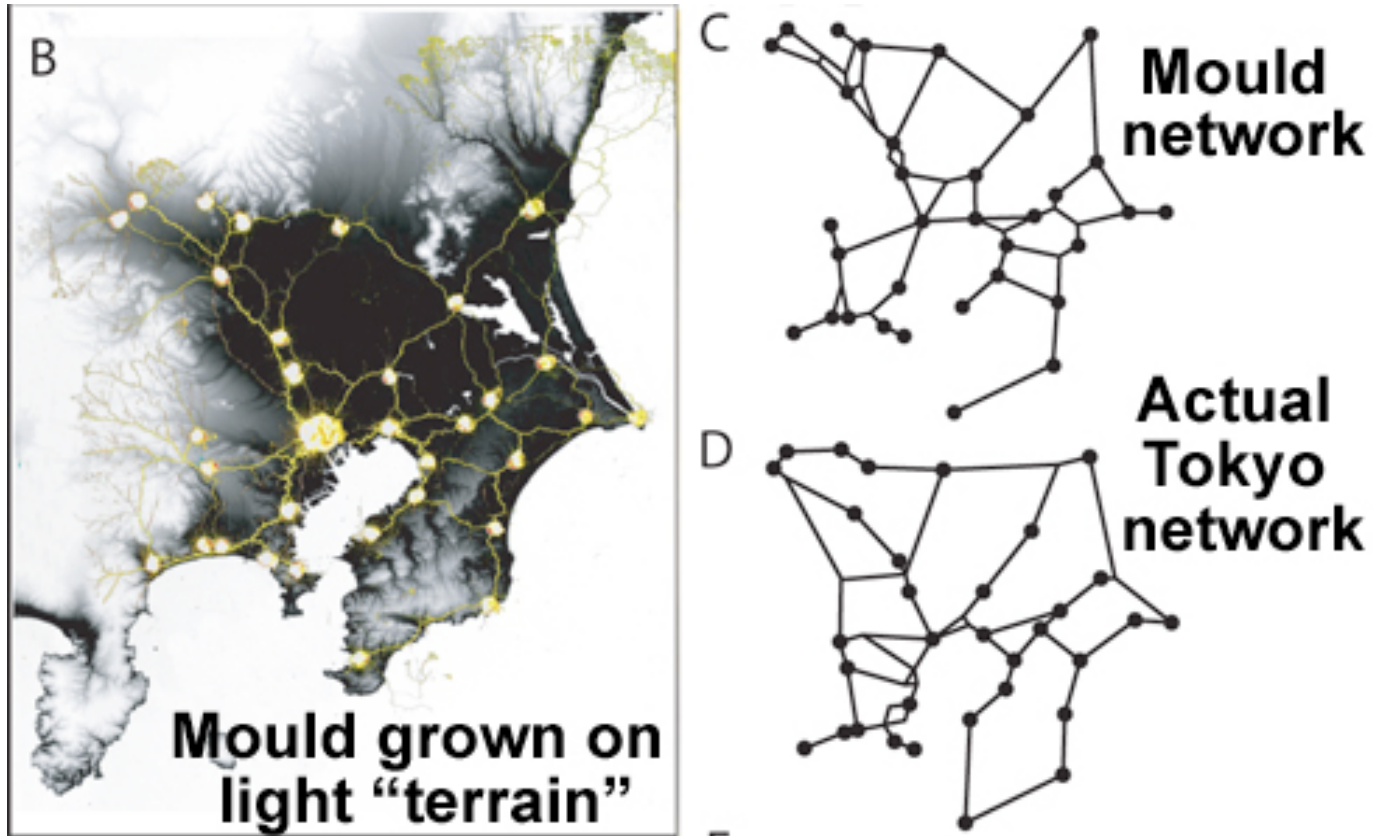 B
Mould grown on
light “terrain”
C
Mould
network
D
Actual
Tokyo
network